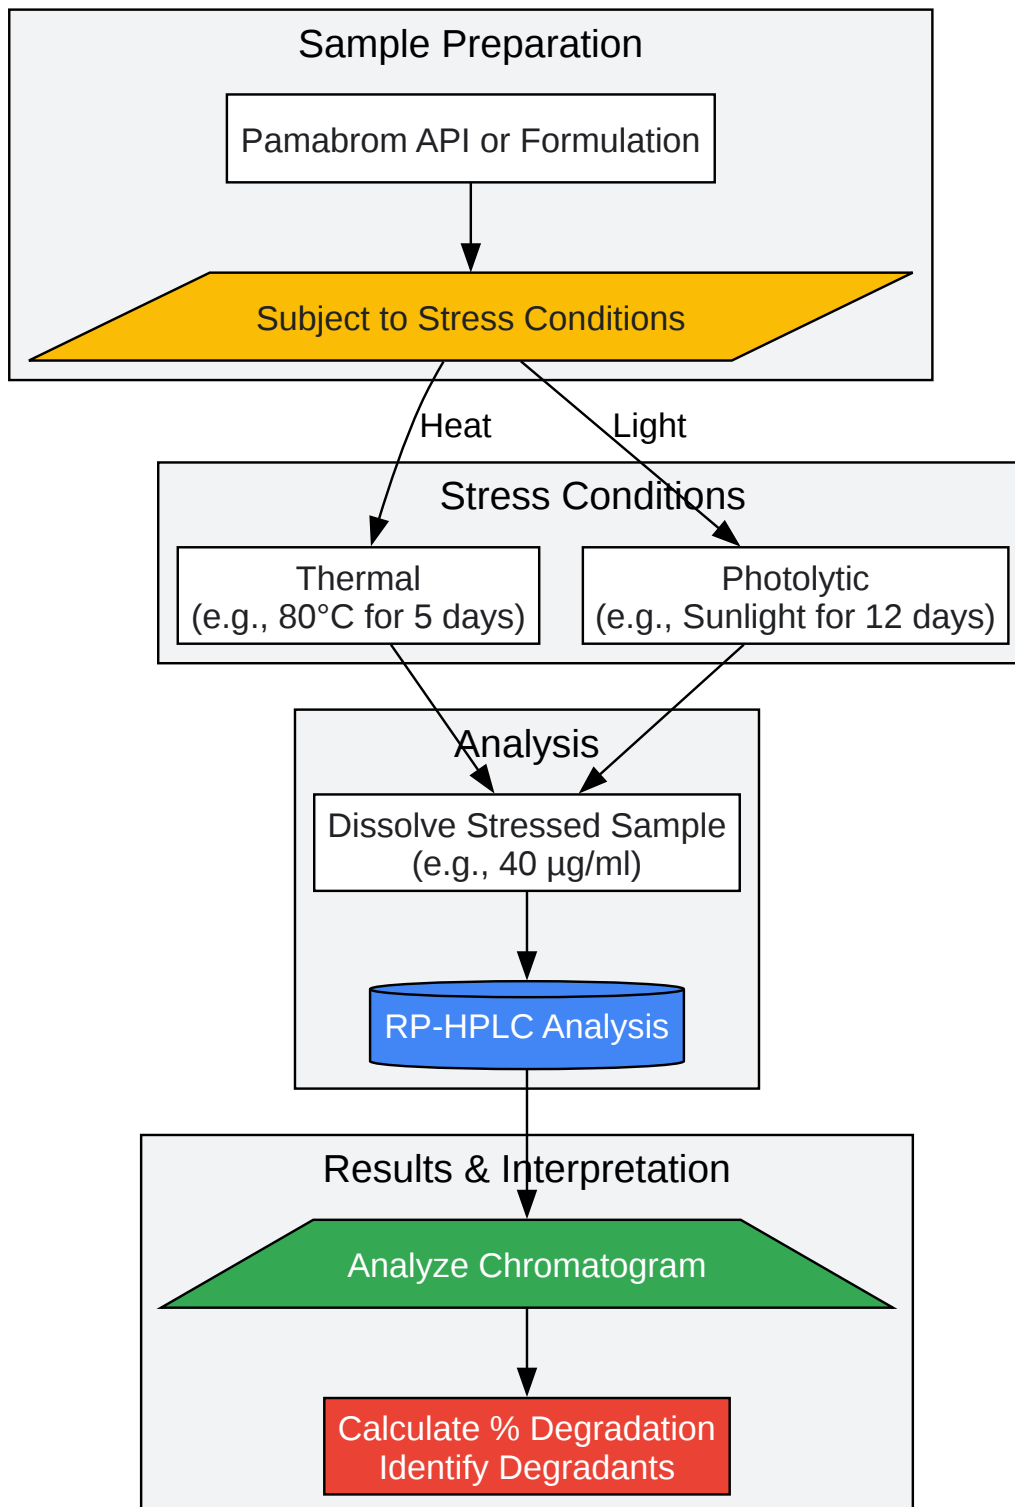 Sample Preparation
Pamabrom API or Formulation
Subject to Stress Conditions
Heat
Light
Stress Conditions
Thermal
(e.g., 80°C for 5 days)
Photolytic
(e.g., Sunlight for 12 days)
Analysis
Dissolve Stressed Sample
(e.g., 40 µg/ml)
RP-HPLC Analysis
Results & Interpretation
Analyze Chromatogram
Calculate % Degradation
Identify Degradants